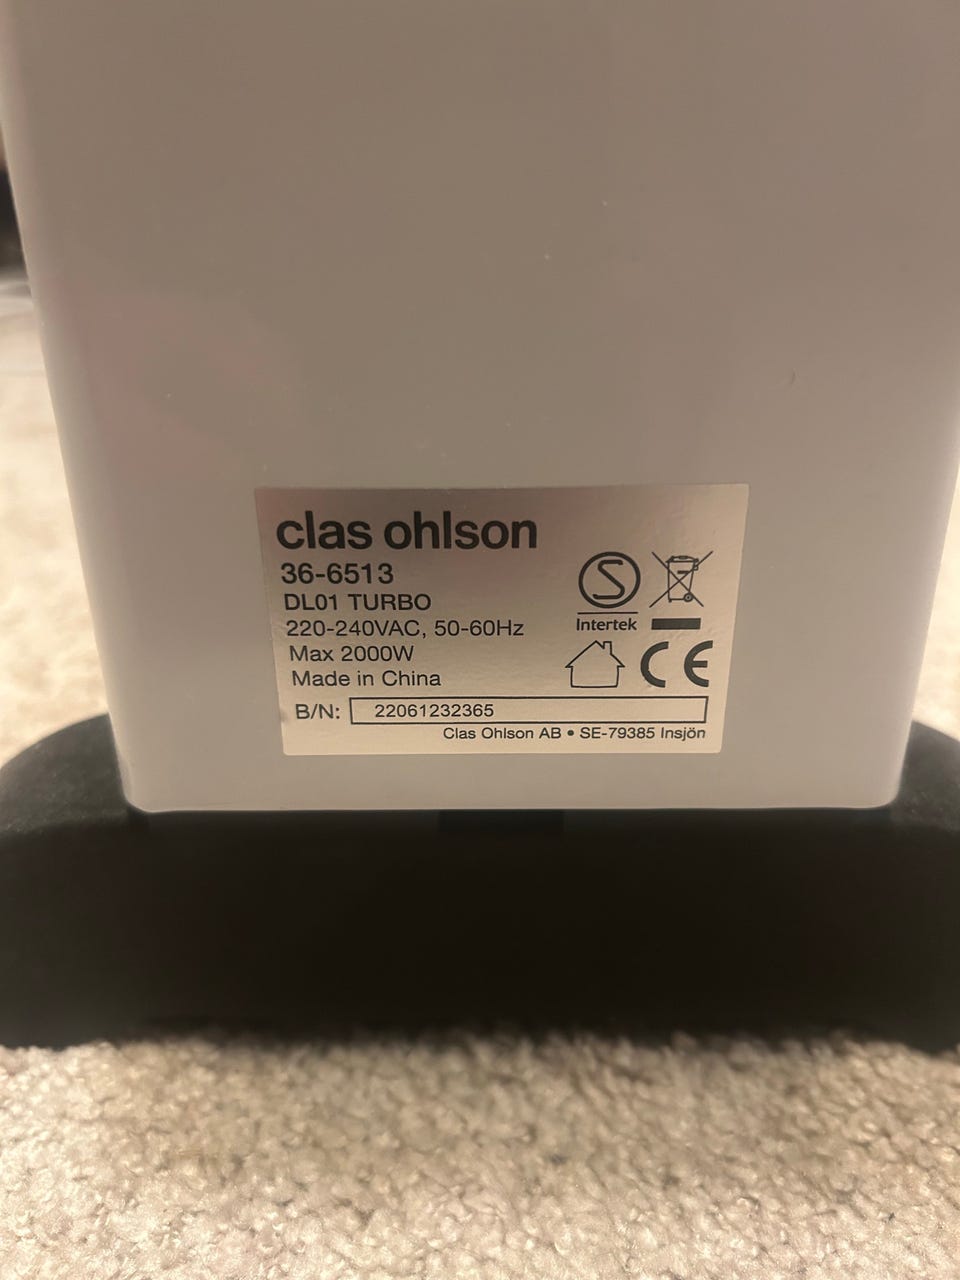 clas ohlson
36-6513
DL01 TURBO
220-240VAC, 50-60Hz
Max 2000W
Made in China
S
Intertek
CE
B/N: 22061232365
Clas Ohlson AB • SE-79385 Insjön